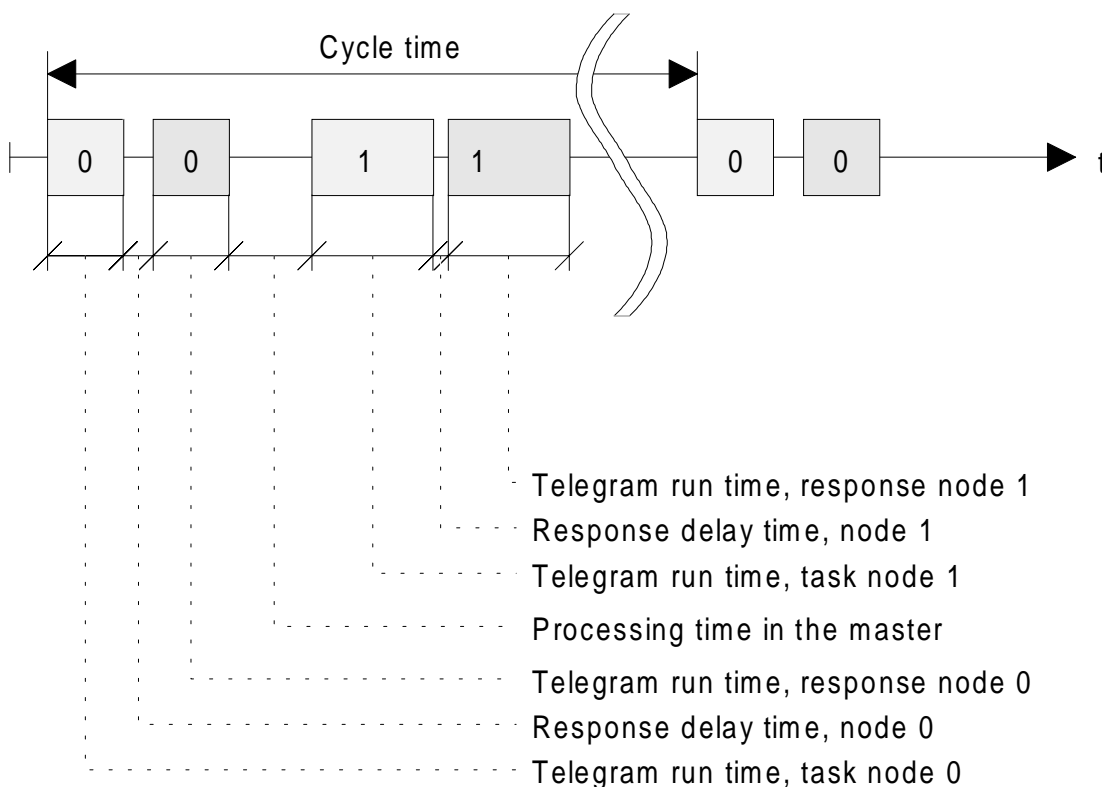 Cycle time
0 0 1 1 0 0 t
Telegram run time, response node 1
Response delay time, node 1
Telegram run time, task node 1
Processing time in the master
Telegram run time, response node 0
Response delay time, node 0
Telegram run time, task node 0